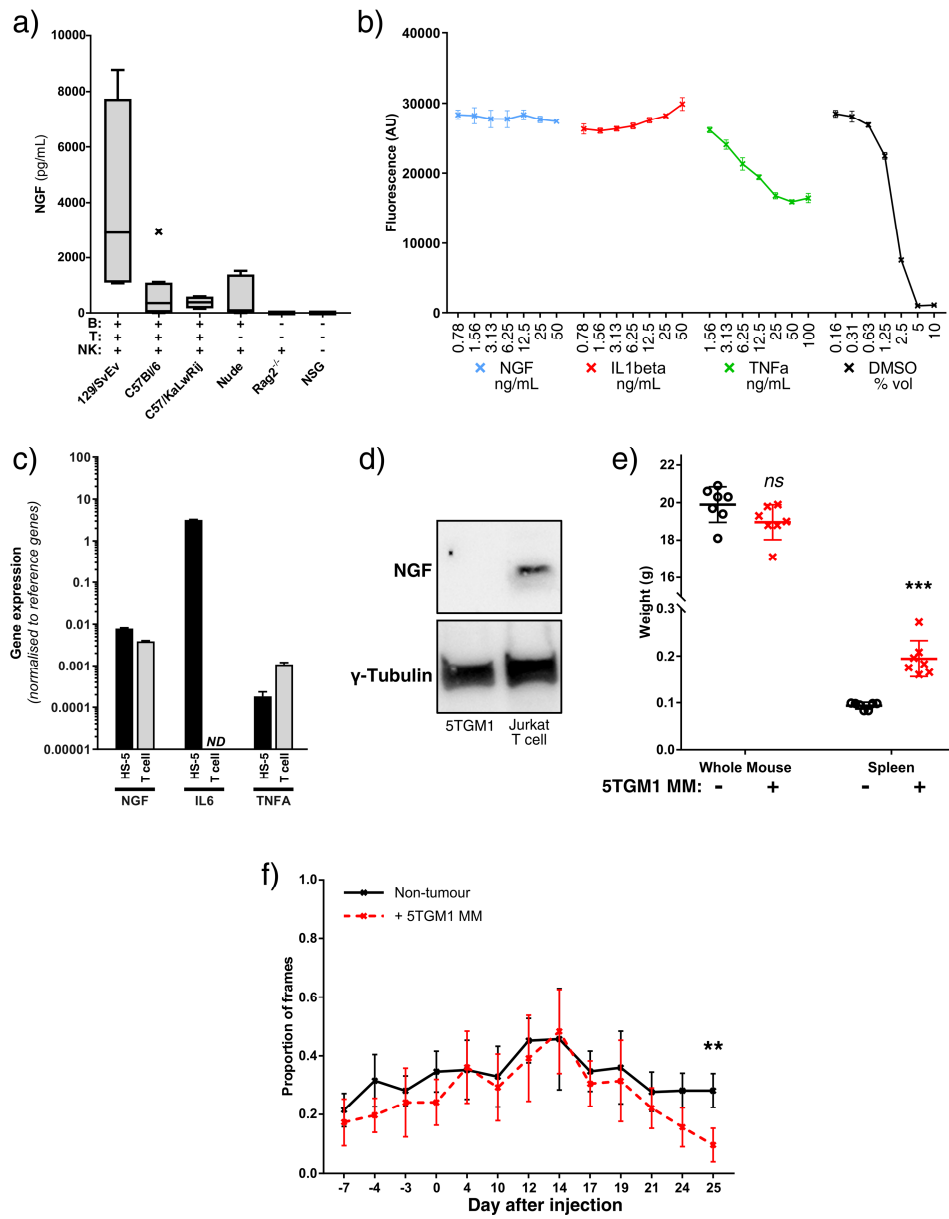 a)
NGF (pg/mL)
10000
8000
6000
4000
2000
0
B: + + + + - -
T: + + + - - -
NK: + + + + + -
129/SvEv
C57Bl/6
C57/KaLwRij
Nude
Rag2-/-
NSG
b)
Fluorescence (AU)
40000
30000
20000
10000
0
0.78 1.56 3.13 6.25 12.5 25 50
0.78 1.56 3.13 6.25 12.5 25 50
1.56 3.13 6.25 12.5 25 50 100
0.16 0.31 0.63 1.25 2.5 5 10
NGF IL1beta TNFa DMSO
ng/mL ng/mL ng/mL % vol
c)
Gene expression
(normalised to reference genes)
100
10
1
0.1
0.01
0.001
0.0001
0.00001
ND
HS-5 T cell HS-5 T cell HS-5 T cell
NGF IL6 TNFA
d)
NGF
γ-Tubulin
5TGM1 Jurkat
T cell
e)
Weight (g)
22
20
18
16
0.3
0.2
0.1
0.0
ns
***
Whole Mouse Spleen
5TGM1 MM: - + - +
f)
Proportion of frames
1.0
0.8
0.6
0.4
0.2
0.0
Non-tumour
+ 5TGM1 MM
**
-7 -4 -3 0 4 10 12 14 17 19 21 24 25
Day after injection